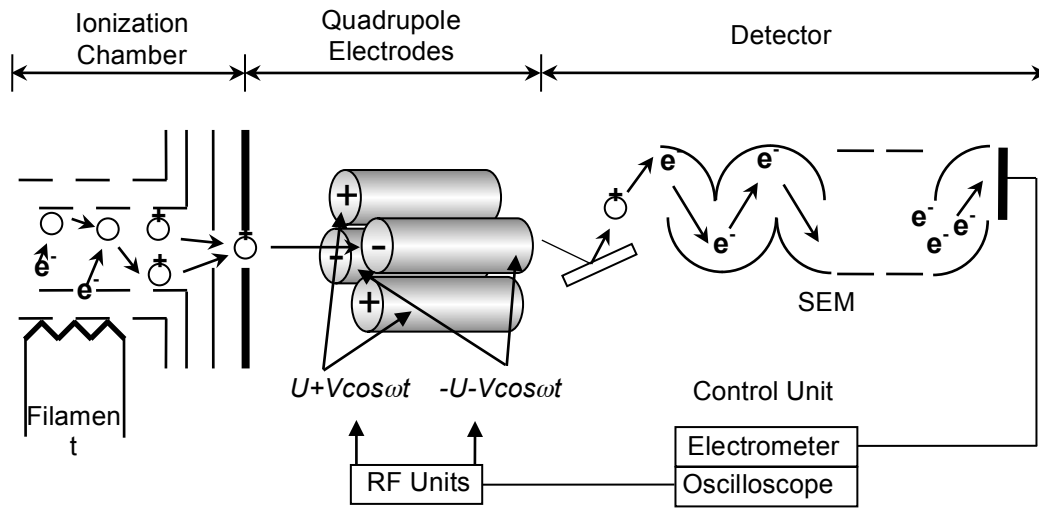 Ionization
Chamber
Quadrupole
Electrodes
Detector
+
+
+
+
e-
e-
+
-
-
+
+
e-
e-
e-
e-
e-
e-
SEM
Filamen
t
U+Vcosωt
-U-Vcosωt
Control Unit
Electrometer
Oscilloscope
RF Units